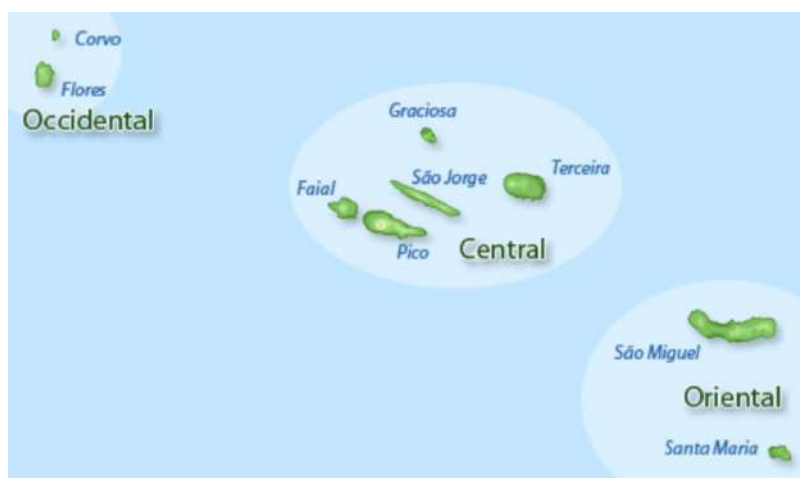 Corvo
Flores
Occidental
Graciosa
São Jorge
Terceira
Faial
Pico
Central
São Miguel
Oriental
Santa Maria